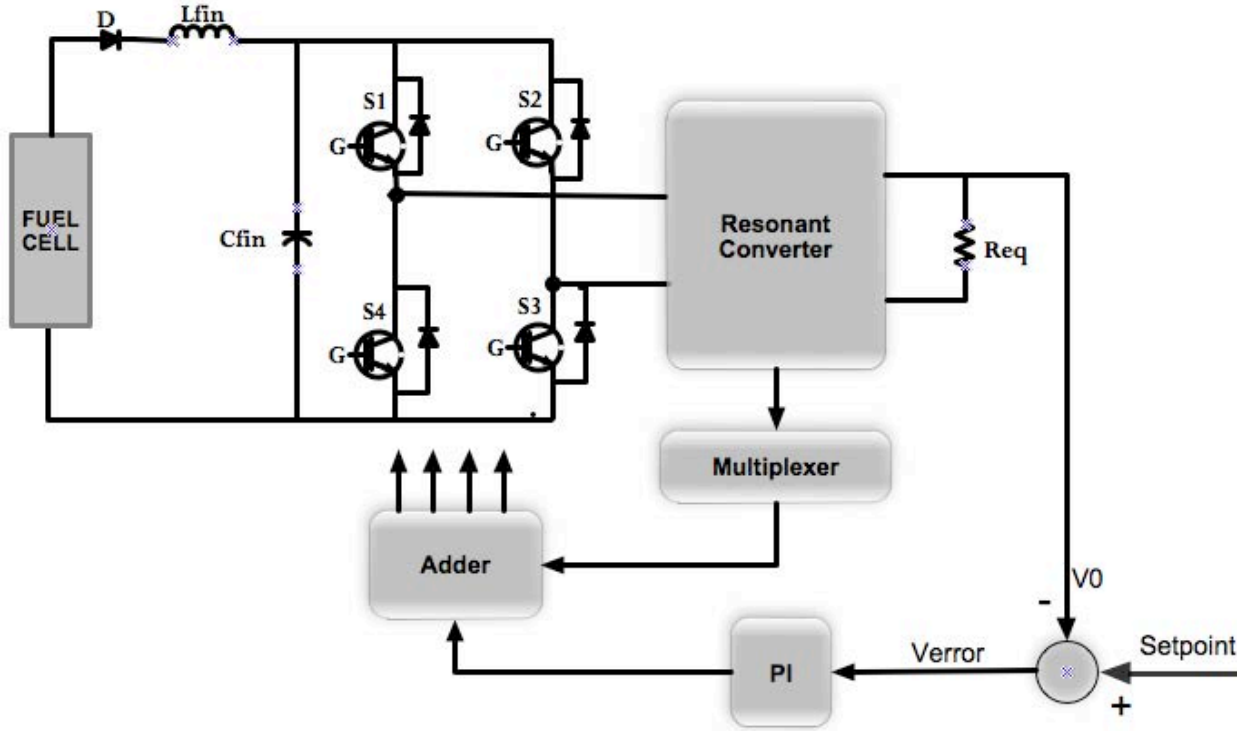 D
Lfin
S1
S2
G
G
FUEL
CELL
Cfin
Resonant
Converter
Req
S4
S3
G
G
Multiplexer
Adder
V0
-
Setpoint
Verror
PI
+